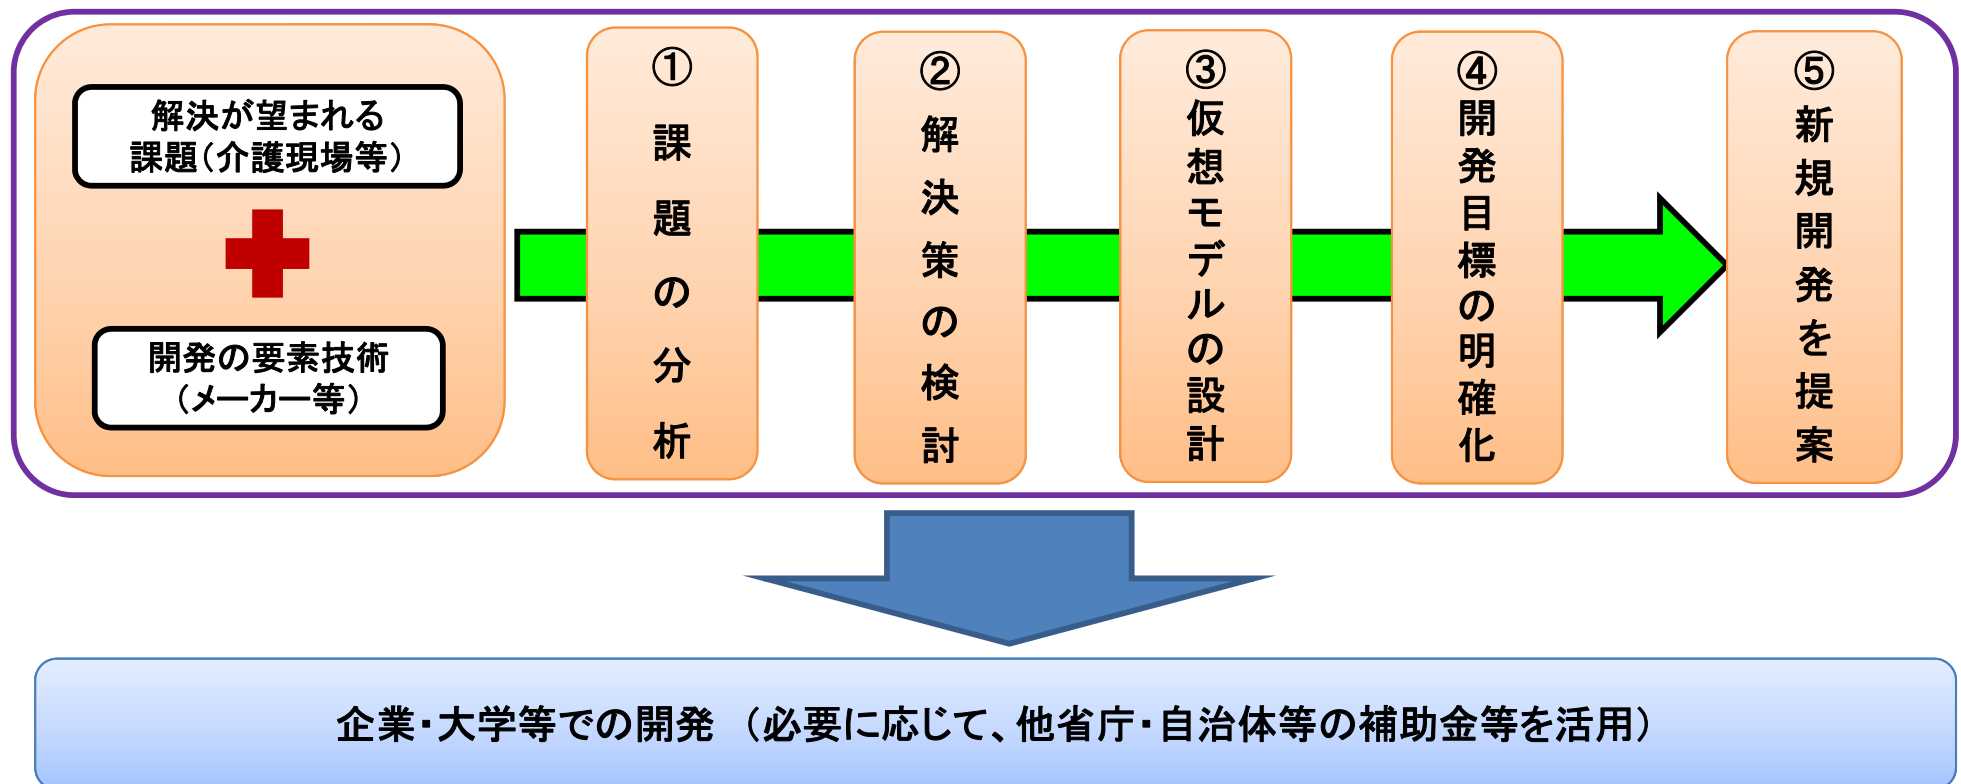 解決が望まれる
課題（介護現場等）
開発の要素技術
（メーカー等）
①課題の分析
②解決策の検討
③仮想モデルの設計
④開発目標の明確化
⑤新規開発を提案
企業・大学等での開発　（必要に応じて、他省庁・自治体等の補助金等を活用）